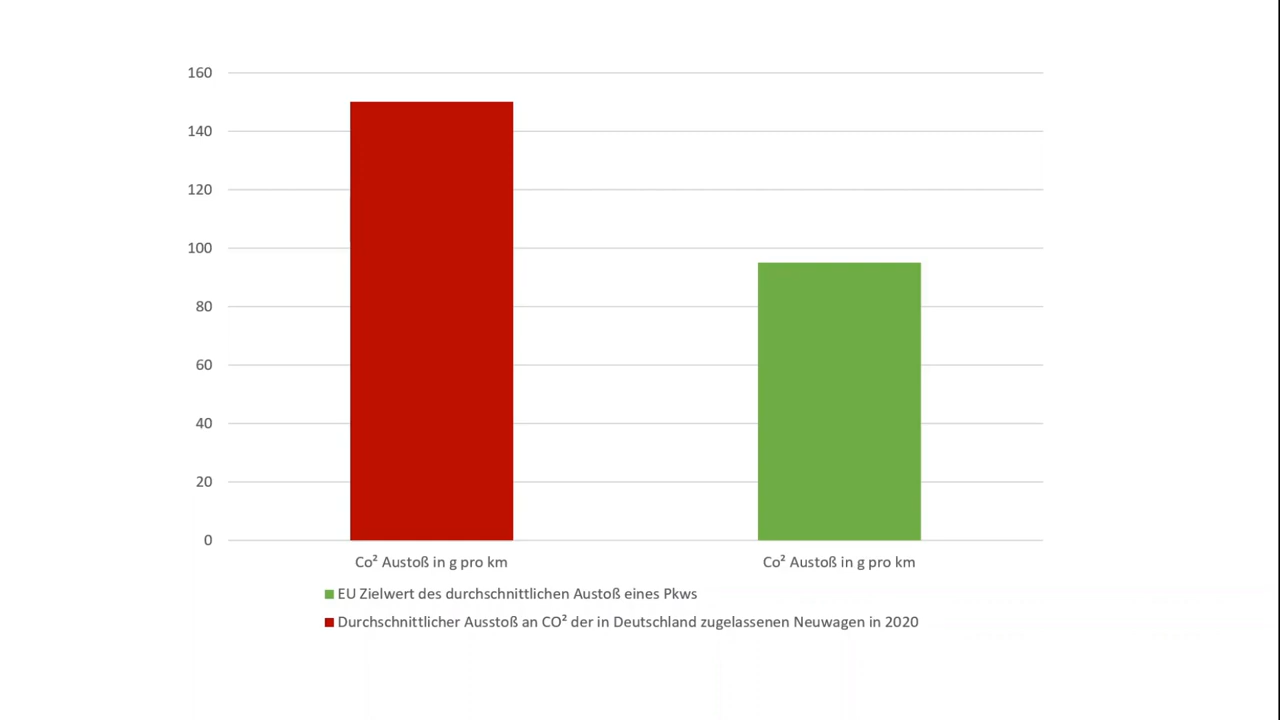 160
140
120
100
80
60
40
20
0
Co² Austoß in g pro km
Co² Austoß in g pro km
EU Zielwert des durchschnittlichen Austoß eines Pkws
Durchschnittlicher Ausstoß an CO² der in Deutschland zugelassenen Neuwagen in 2020